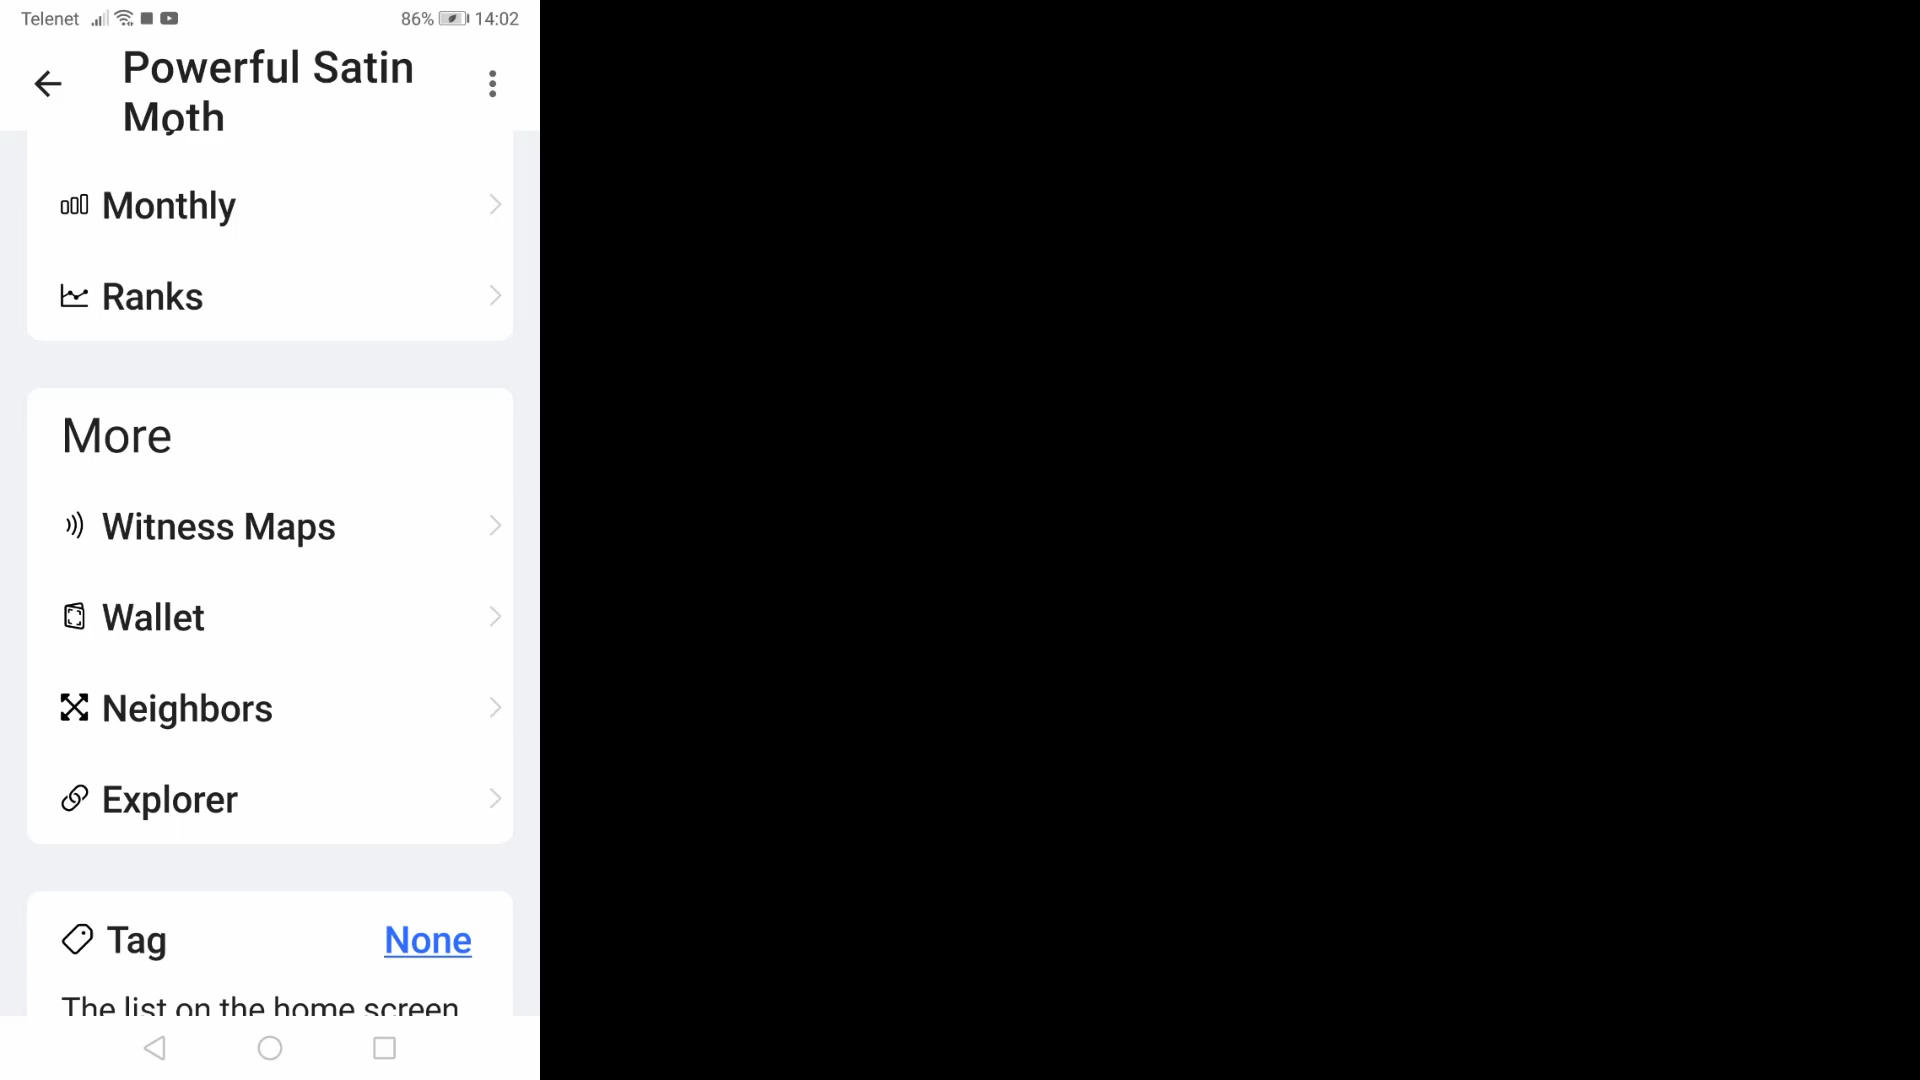 Telenet 86% 14:02
Powerful Satin
Moth
Monthly
Ranks
More
Witness Maps
Wallet
Neighbors
Explorer
Tag None
The list on the home screen